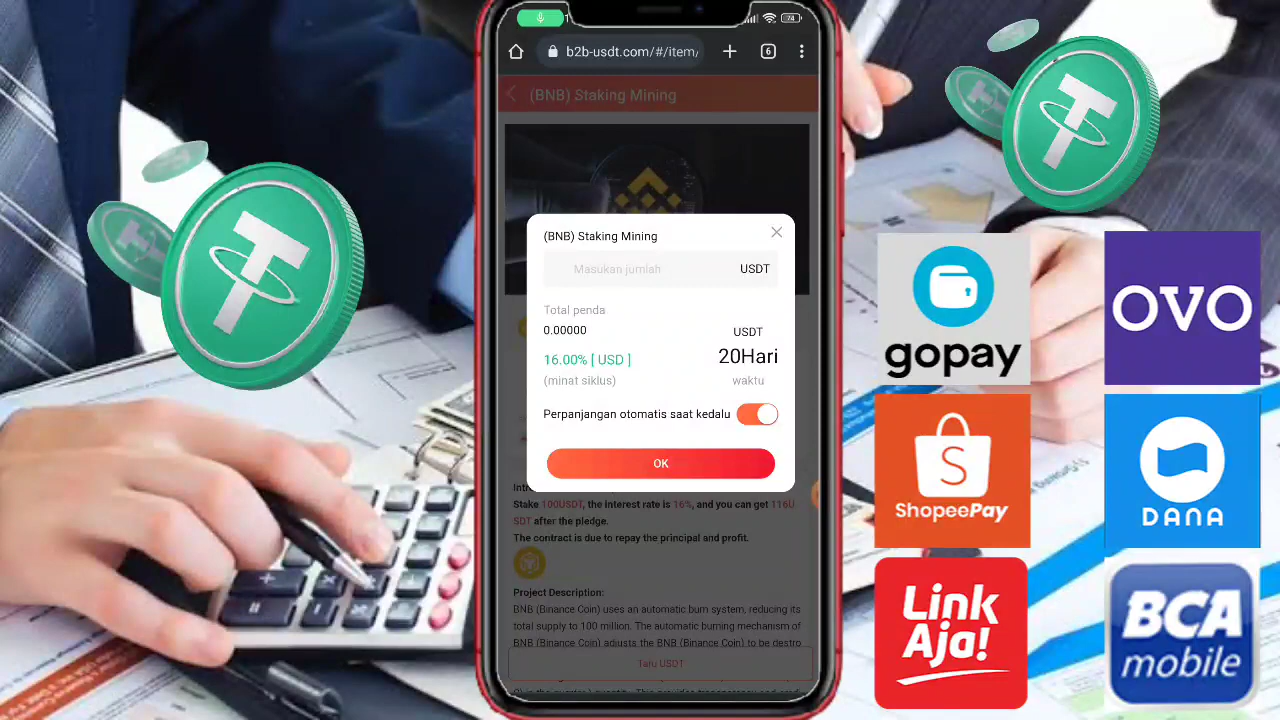 74
b2b-usdt.com/#/item/
6
(BNB) Staking Mining
(BNB) Staking Mining
Masukan jumlah
USDT
Total penda
0.00000
USDT
16.00% [ USD ]
20Hari
(minat siklus)
waktu
Perpanjangan otomatis saat kedalu
OK
Stake 100USDT, the interest rate is 16%, and you can get 116U
SDT after the pledge.
The contract is due to repay the principal and profit.
Project Description:
BNB (Binance Coin) uses an automatic burn system, reducing its
total supply to 100 million. The automatic burning mechanism of
BNB (Binance Coin) adjusts the BNB (Binance Coin) to be destro
Taru USDT
gopay
OVO
ShopeePay
DANA
Link
Aja!
BCA
mobile